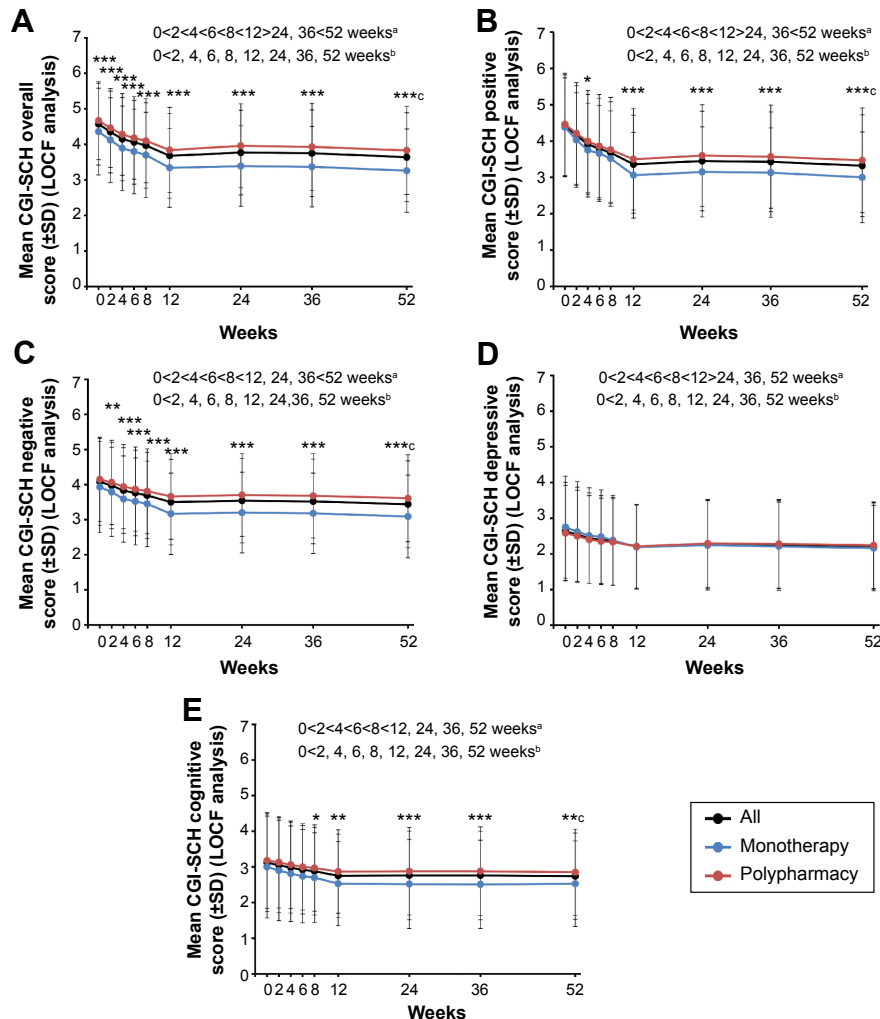 A
0<2<4<6<8<12>24, 36<52 weeksᵃ
0<2, 4, 6, 8, 12, 24, 36, 52 weeksᵇ
Mean CGI-SCH overall
score (±SD) (LOCF analysis)
7
6
5
4
3
2
1
0
*** *** *** *** *** *** *** *** ***c
0 2 4 6 8 12 24 36 52
Weeks
B
0<2<4<6<8<12>24, 36<52 weeksᵃ
0<2, 4, 6, 8, 12, 24, 36, 52 weeksᵇ
Mean CGI-SCH positive
score (±SD) (LOCF analysis)
7
6
5
4
3
2
1
0
* *** *** *** ***c
0 2 4 6 8 12 24 36 52
Weeks
C
0<2<4<6<8<12, 24, 36<52 weeksᵃ
0<2, 4, 6, 8, 12, 24,36, 52 weeksᵇ
Mean CGI-SCH negative
score (±SD) (LOCF analysis)
7
6
5
4
3
2
1
0
** *** *** *** *** *** *** ***c
0 2 4 6 8 12 24 36 52
Weeks
D
0<2<4<6<8<12>24, 36, 52 weeksᵃ
0<2, 4, 6, 8, 12, 24, 36, 52 weeksᵇ
Mean CGI-SCH depressive
score (±SD) (LOCF analysis)
7
6
5
4
3
2
1
0
0 2 4 6 8 12 24 36 52
Weeks
E
0<2<4<6<8<12, 24, 36, 52 weeksᵃ
0<2, 4, 6, 8, 12, 24, 36, 52 weeksᵇ
Mean CGI-SCH cognitive
score (±SD) (LOCF analysis)
7
6
5
4
3
2
1
0
* ** *** *** **c
0 2 4 6 8 12 24 36 52
Weeks
All
Monotherapy
Polypharmacy